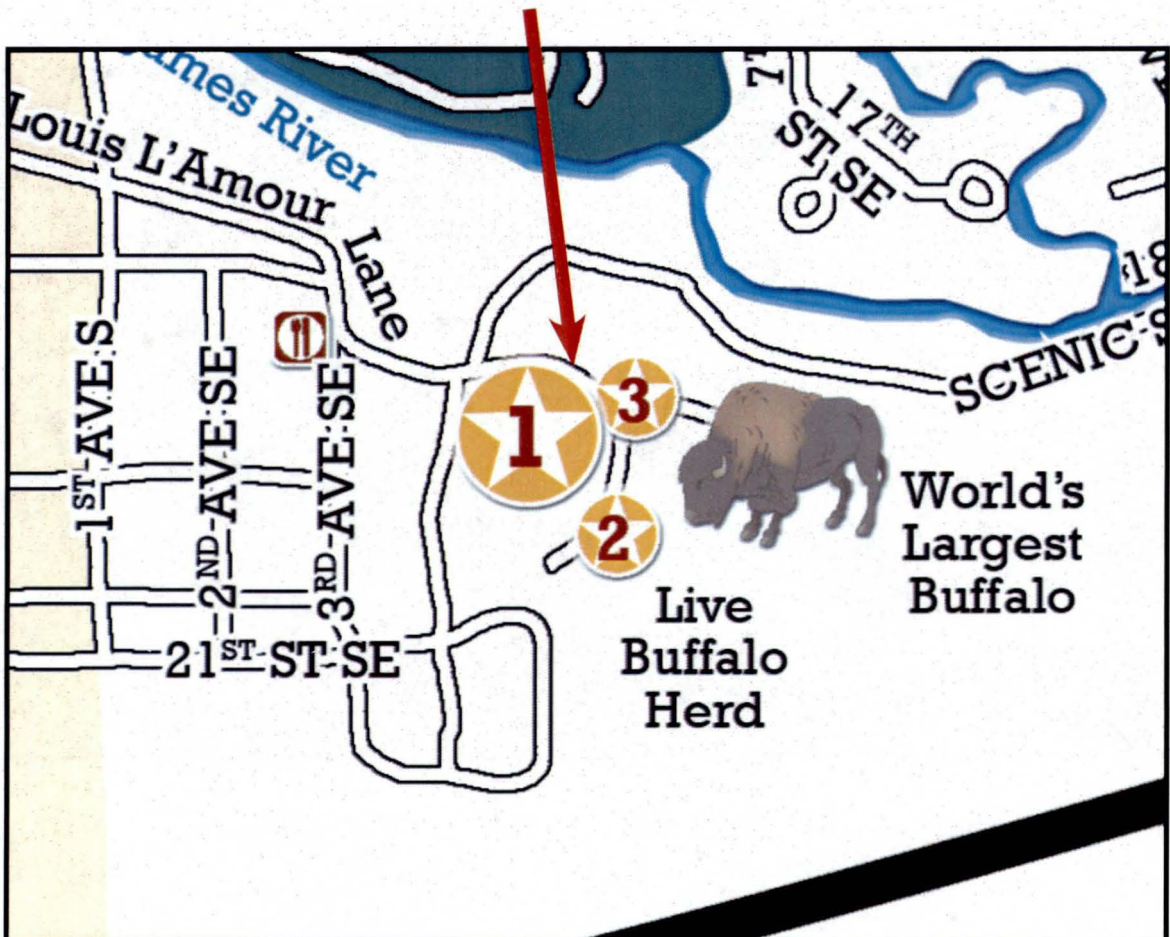 James River
Louis L'Amour
Lane
17TH
ST SE
SCENIC
1ST AVE S
2ND AVE SE
3RD AVE SE
21ST ST SE
1
3
2
World's
Largest
Buffalo
Live
Buffalo
Herd